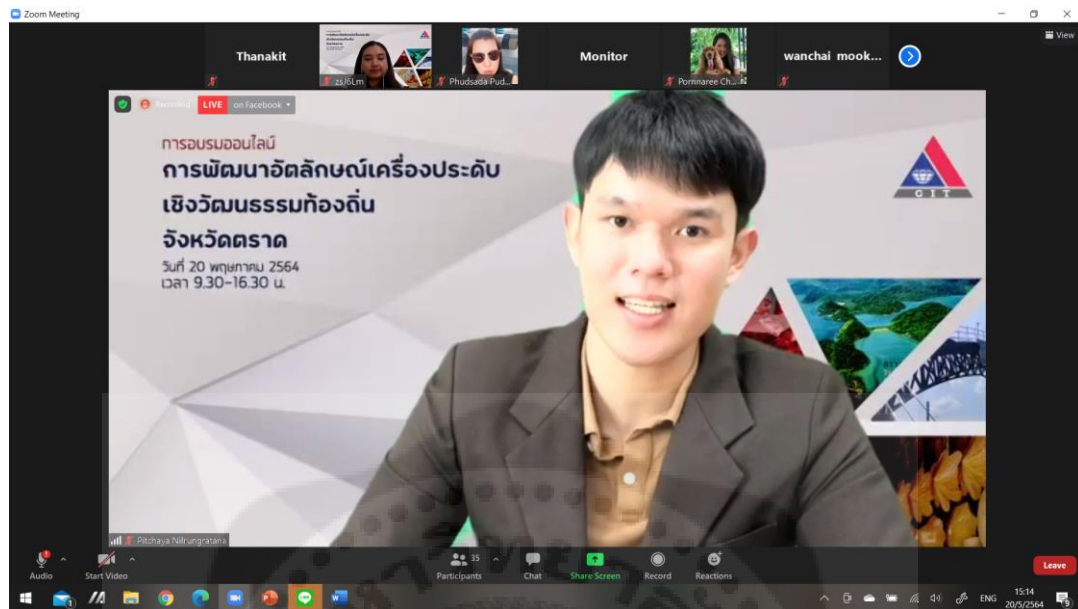 Zoom Meeting
View
Thanakit
zsJ6Lm
Phudsada Pud...
Monitor
Pornnaree Ch...
wanchai mook...
Recording
LIVE on Facebook
การอบรมออนไลน์
การพัฒนาอัตลักษณ์เครื่องประดับ
เชิงวัฒนธรรมท้องถิ่น
จังหวัดตราด
วันที่ 20 พฤษภาคม 2564
เวลา 9.30-16.30 น.
GIT
Pitchaya Nilrungratana
Audio
Start Video
Participants
35
Chat
Share Screen
Record
Reactions
Leave
ENG
15:14
20/5/2564